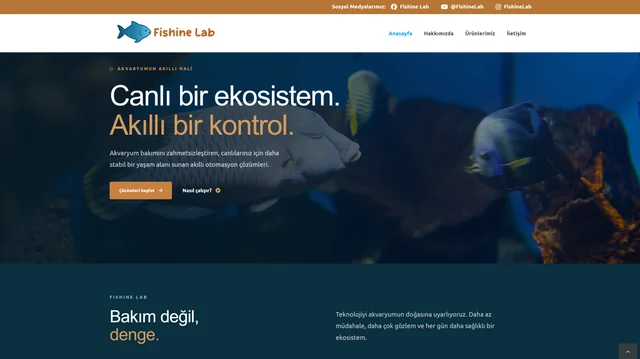 Sosyal Medyalarımız: Fishine Lab @FishineLab FishineLab
Fishine Lab
Anasayfa Hakkımızda Ürünlerimiz İletişim
AKVARYUMUN AKILLI HALİ
Canlı bir ekosistem.
Akıllı bir kontrol.
Akvaryum bakımını zahmetsizleştiren, canlılarınız için daha
stabil bir yaşam alanı sunan akıllı otomasyon çözümleri.
Çözümleri keşfet Nasıl çalışır?
FISHINE LAB
Bakım değil,
denge.
Teknolojiyi akvaryumun doğasına uyarlıyoruz. Daha az
müdahale, daha çok gözlem ve her gün daha sağlıklı bir
ekosistem.